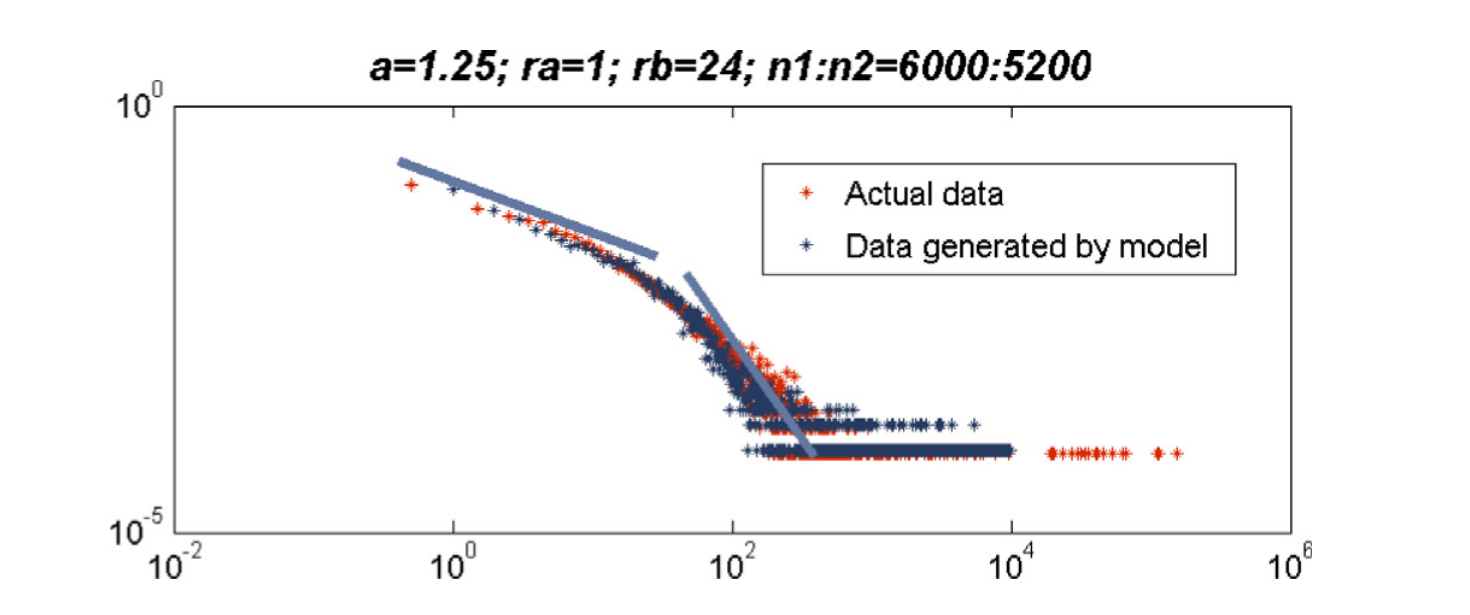 a=1.25; ra=1; rb=24; n1:n2=6000:5200
10^0
Actual data
Data generated by model
10^-5
10^-2 10^0 10^2 10^4 10^6